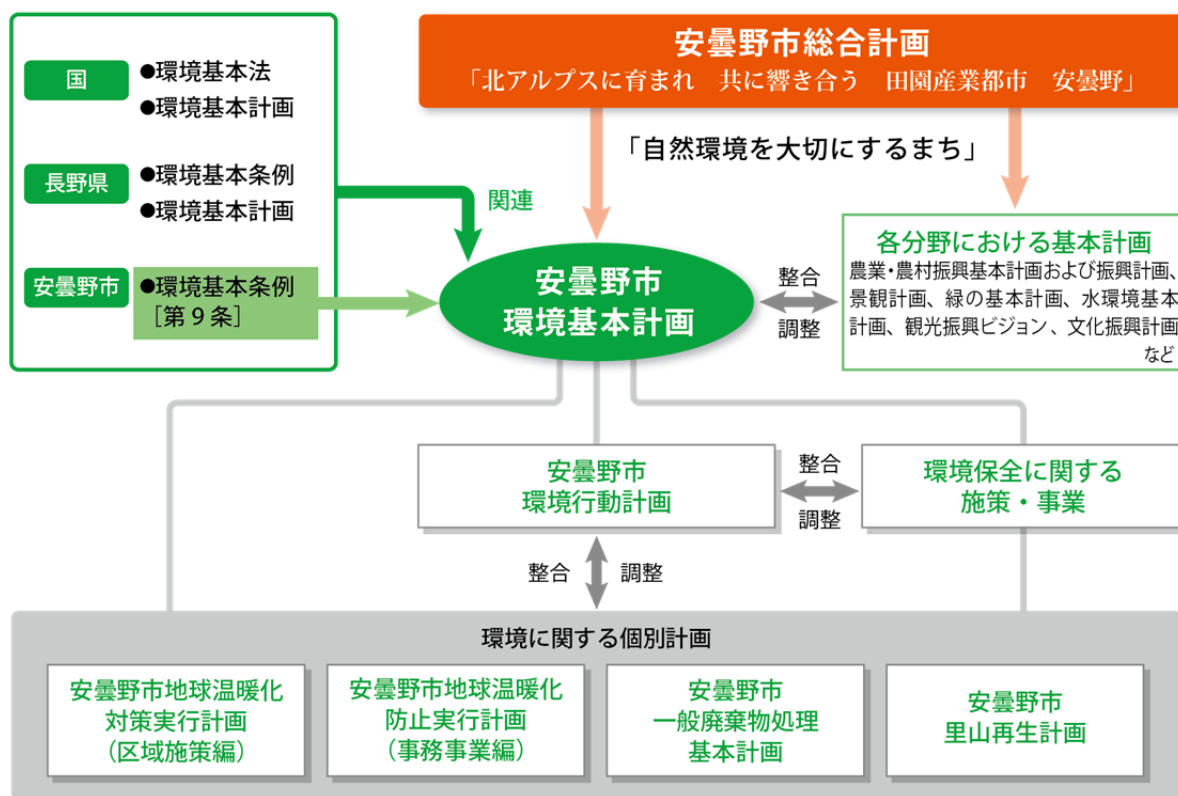 国
●環境基本法
●環境基本計画
長野県
●環境基本条例
●環境基本計画
安曇野市
●環境基本条例
［第９条］
安曇野市総合計画
「北アルプスに育まれ　共に響き合う　田園産業都市　安曇野」
「自然環境を大切にするまち」
関連
安曇野市
環境基本計画
整合
調整
各分野における基本計画
農業・農村振興基本計画および振興計画、
景観計画、緑の基本計画、水環境基本
計画、観光振興ビジョン、文化振興計画
など
安曇野市
環境行動計画
整合
調整
環境保全に関する
施策・事業
整合
調整
環境に関する個別計画
安曇野市地球温暖化
対策実行計画
（区域施策編）
安曇野市地球温暖化
防止実行計画
（事務事業編）
安曇野市
一般廃棄物処理
基本計画
安曇野市
里山再生計画